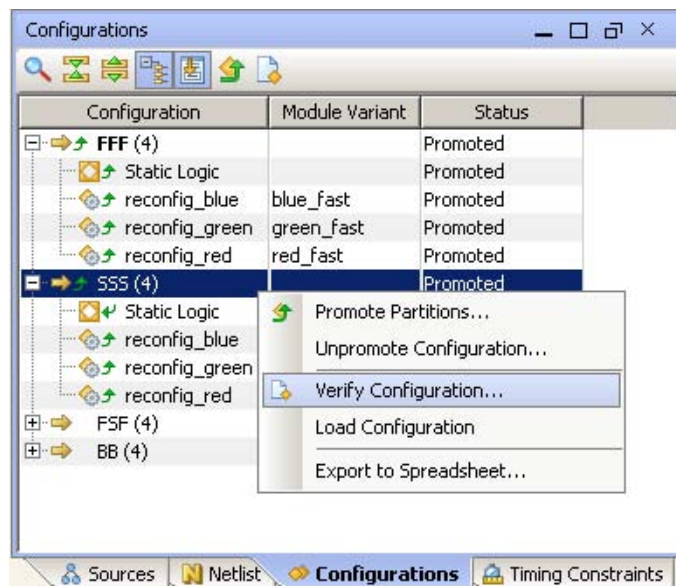 Configurations
Configuration Module Variant Status
FFF (4) Promoted
Static Logic Promoted
reconfig_blue blue_fast Promoted
reconfig_green green_fast Promoted
reconfig_red red_fast Promoted
SSS (4) Promoted
Static Logic
reconfig_blue
reconfig_green
reconfig_red
FSF (4)
BB (4)
Promote Partitions...
Unpromote Configuration...
Verify Configuration...
Load Configuration
Export to Spreadsheet...
Sources Netlist Configurations Timing Constraints